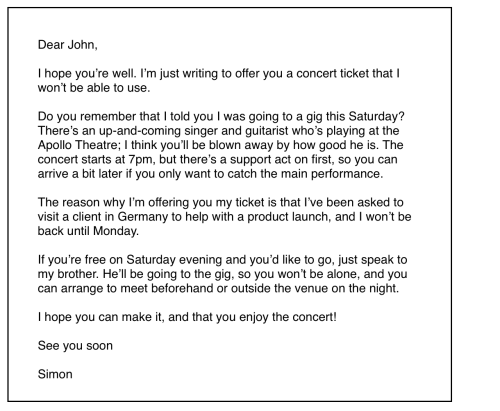 Dear John,
I hope you're well. I'm just writing to offer you a concert ticket that I
won't be able to use.
Do you remember that I told you I was going to a gig this Saturday?
There's an up-and-coming singer and guitarist who's playing at the
Apollo Theatre; I think you'll be blown away by how good he is. The
concert starts at 7pm, but there's a support act on first, so you can
arrive a bit later if you only want to catch the main performance.
The reason why I'm offering you my ticket is that I've been asked to
visit a client in Germany to help with a product launch, and I won't be
back until Monday.
If you're free on Saturday evening and you'd like to go, just speak to
my brother. He'll be going to the gig, so you won't be alone, and you
can arrange to meet beforehand or outside the venue on the night.
I hope you can make it, and that you enjoy the concert!
See you soon
Simon